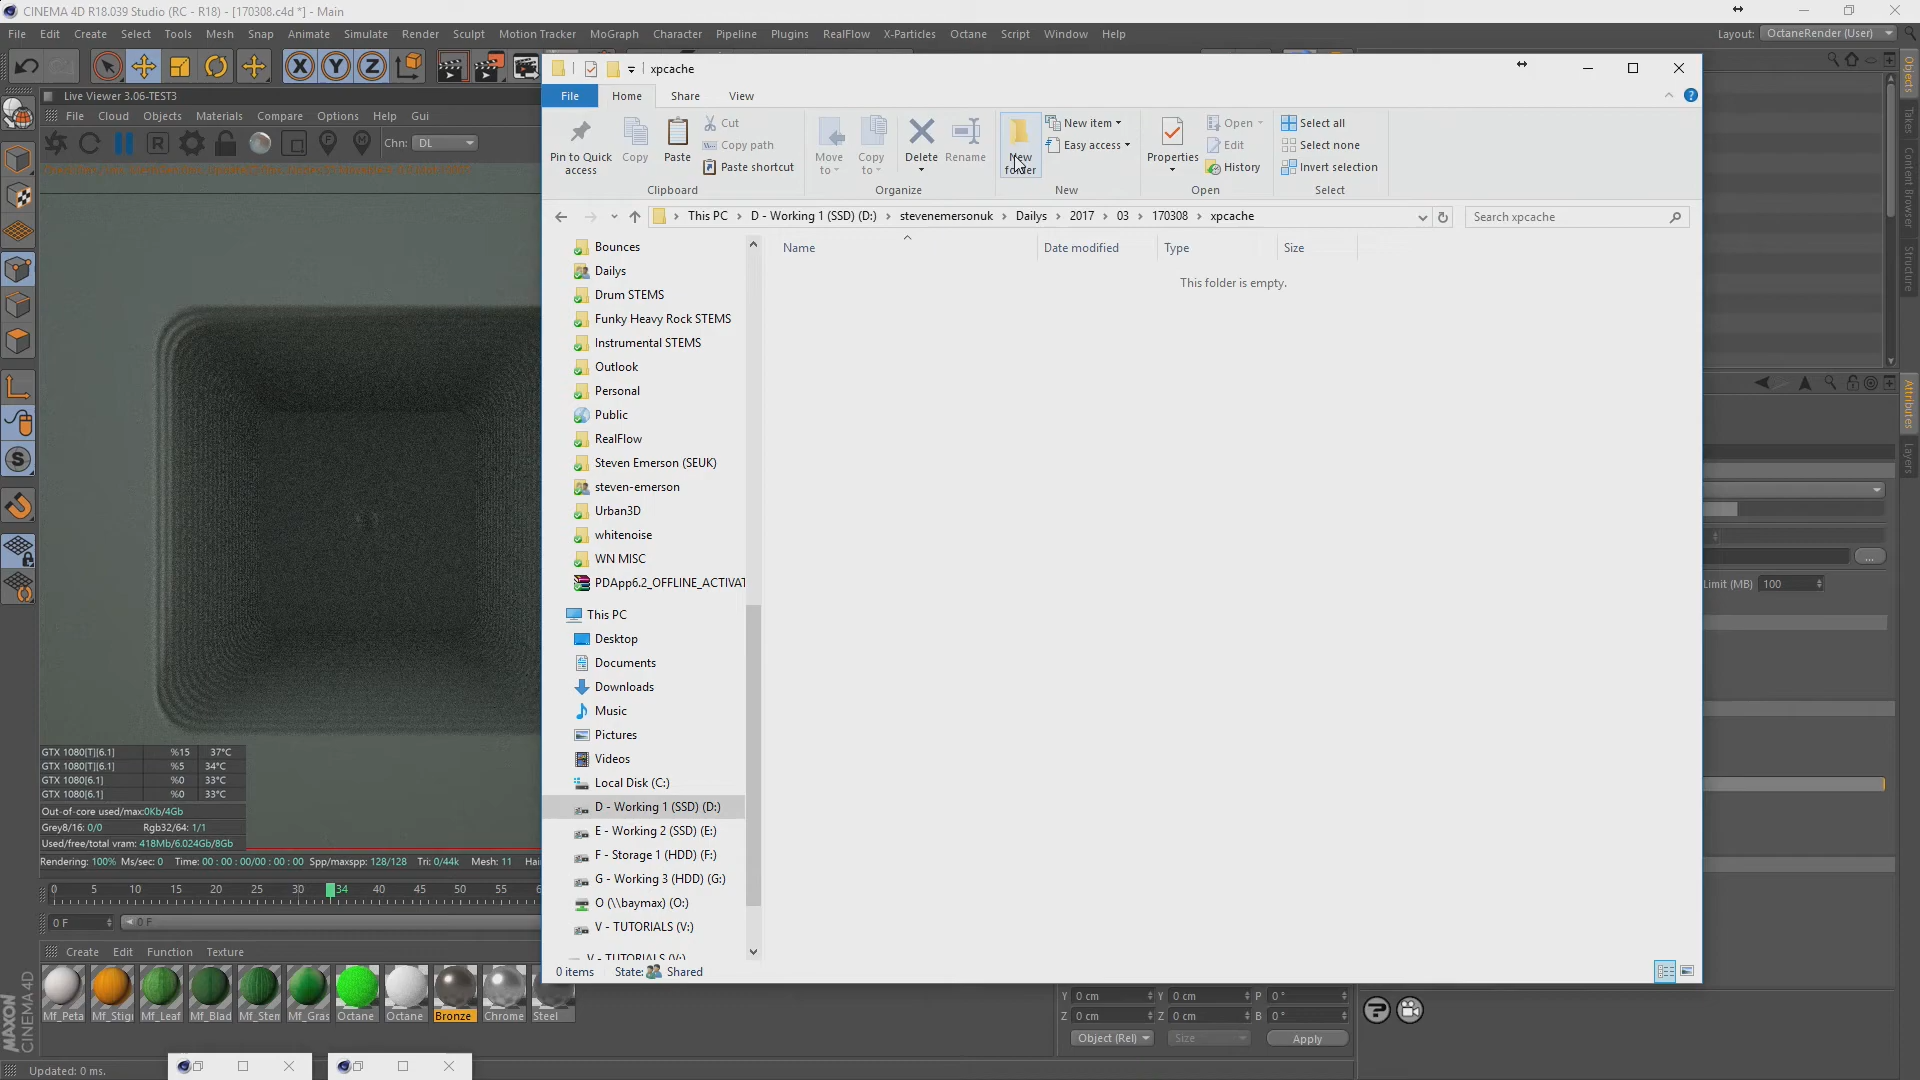 CINEMA 4D R18.039 Studio (RC - R18) - [170308.c4d *] - Main
File Edit Create Select Tools Mesh Snap Animate Simulate Render Sculpt Motion Tracker MoGraph Character Pipeline Plugins RealFlow X-Particles Octane Script Window Help
Layout: OctaneRender (User)
Live Viewer 3.06-TEST3
File Cloud Objects Materials Compare Options Help Gui
Chn: DL
xpcache
File Home Share View
Pin to Quick access
Copy
Paste
Cut
Copy path
Paste shortcut
Clipboard
Move to
Copy to
Delete
Rename
Organize
New folder
New item
Easy access
New
Properties
Open
Edit
History
Open
Select all
Select none
Invert selection
Select
This PC > D - Working 1 (SSD) (D:) > stevenemersonuk > Dailys > 2017 > 03 > 170308 > xpcache
Search xpcache
Name Date modified Type Size
This folder is empty.
Bounces
Dailys
Drum STEMS
Funky Heavy Rock STEMS
Instrumental STEMS
Outlook
Personal
Public
RealFlow
Steven Emerson (SEUK)
steven-emerson
Urban3D
whitenoise
WN MISC
PDApp6.2_OFFLINE_ACTIVAT
This PC
Desktop
Documents
Downloads
Music
Pictures
Videos
Local Disk (C:)
D - Working 1 (SSD) (D:)
E - Working 2 (SSD) (E:)
F - Storage 1 (HDD) (F:)
G - Working 3 (HDD) (G:)
O (\\baymax) (O:)
V - TUTORIALS (V:)
V - TUTORIALS (V:)
0 items State: Shared
Objects
Takes
Content Browser
Structure
Attributes
Layers
Limit (MB) 100
GTX 1080[T][6.1] %15 37°C
GTX 1080[T][6.1] %5 34°C
GTX 1080[6.1] %0 33°C
GTX 1080[6.1] %0 33°C
Out-of-core used/max:0Kb/4Gb
Grey8/16: 0/0 Rgb32/64: 1/1
Used/free/total vram: 418Mb/6.024Gb/8Gb
Rendering: 100% Ms/sec: 0 Time: 00 : 00 : 00/00 : 00 : 00 Spp/maxspp: 128/128 Tri: 0/44k Mesh: 11 Hai
0 5 10 15 20 25 30 34 40 45 50 55 6
0 F 0 F
Create Edit Function Texture
Mf_Peta Mf_Stig Mf_Leaf Mf_Blad Mf_Sten Mf_Gras Octane Octane Bronze Chrome Steel
Y 0 cm Y 0 cm P 0 °
Z 0 cm Z 0 cm B 0 °
Object (Rel) Size Apply
MAXON CINEMA 4D
Updated: 0 ms.